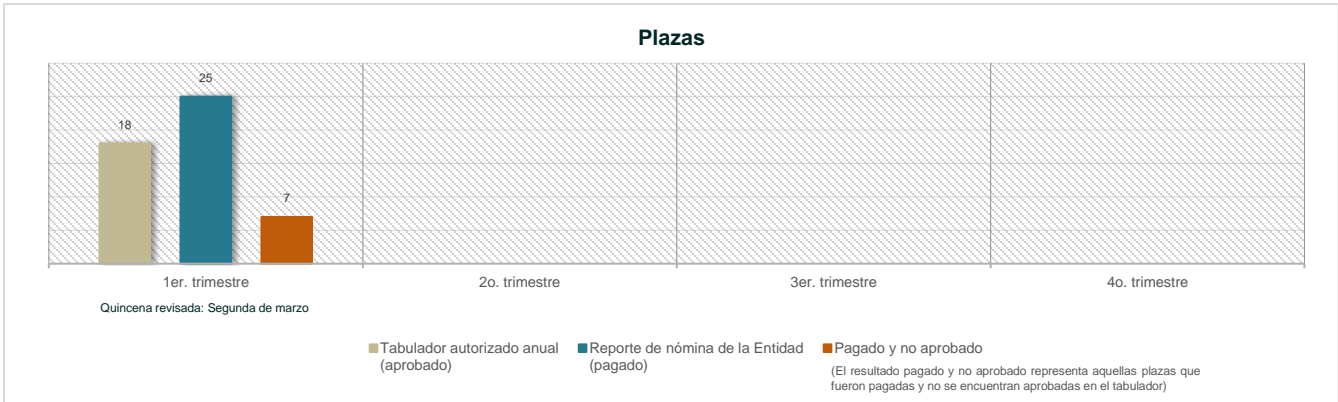 Plazas
18
25
7
1er. trimestre
2o. trimestre
3er. trimestre
4o. trimestre
Quincena revisada: Segunda de marzo
Tabulador autorizado anual
(aprobado)
Reporte de nómina de la Entidad
(pagado)
Pagado y no aprobado
(El resultado pagado y no aprobado representa aquellas plazas que
fueron pagadas y no se encuentran aprobadas en el tabulador)